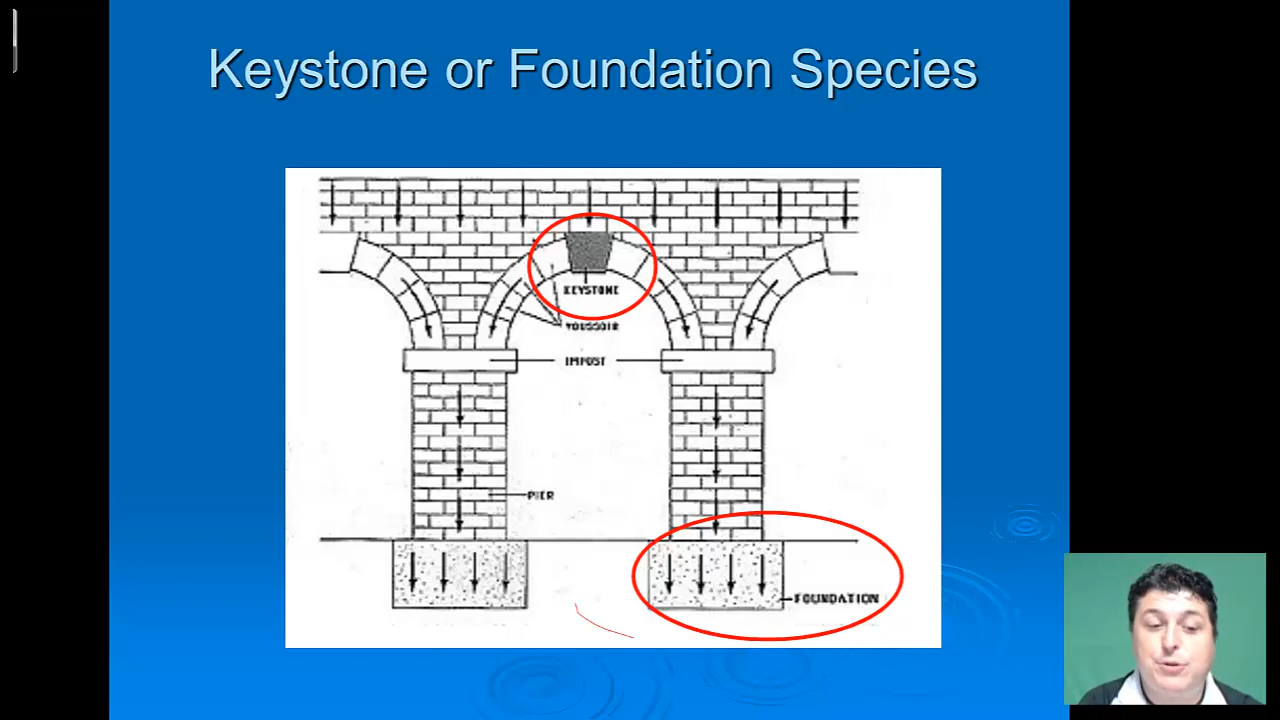 Keystone or Foundation Species
KEYSTONE
VOUSSOIR
IMPOST
PIER
FOUNDATION